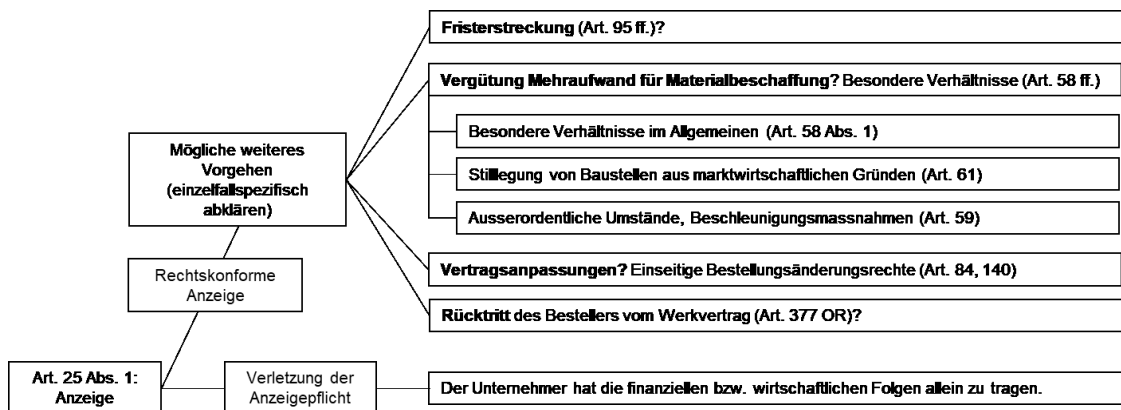 Fristerstreckung (Art. 95 ff.)?
Vergütung Mehraufwand für Materialbeschaffung? Besondere Verhältnisse (Art. 58 ff.)
Besondere Verhältnisse im Allgemeinen (Art. 58 Abs. 1)
Stilllegung von Baustellen aus marktwirtschaftlichen Gründen (Art. 61)
Ausserordentliche Umstände, Beschleunigungsmassnahmen (Art. 59)
Mögliche weiteres
Vorgehen
(einzelfallspezifisch
abklären)
Vertragsanpassungen? Einseitige Bestellungsänderungsrechte (Art. 84, 140)
Rücktritt des Bestellers vom Werkvertrag (Art. 377 OR)?
Rechtskonforme
Anzeige
Art. 25 Abs. 1:
Anzeige
Verletzung der
Anzeigepflicht
Der Unternehmer hat die finanziellen bzw. wirtschaftlichen Folgen allein zu tragen.